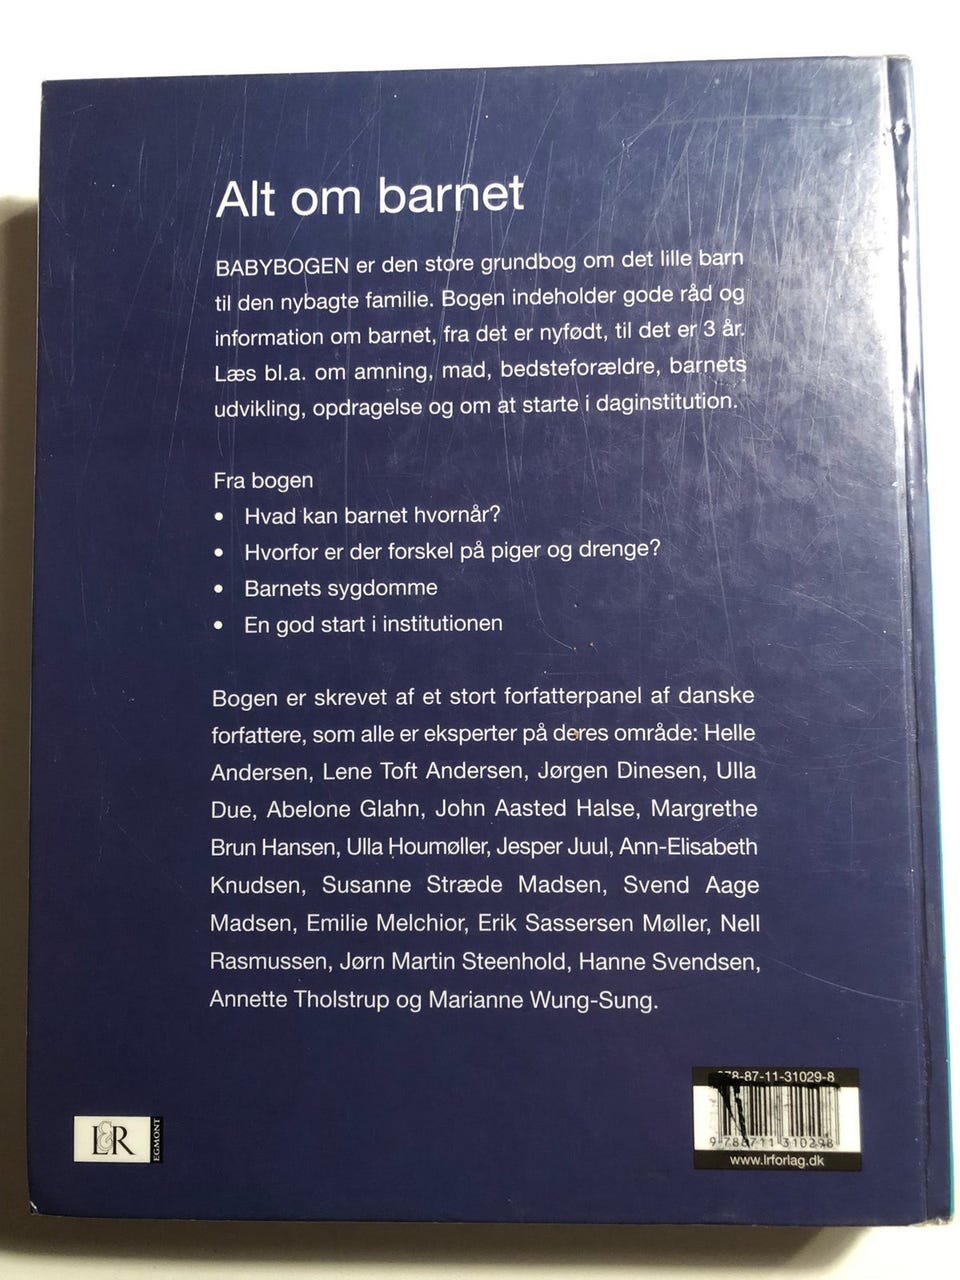 Alt om barnet
BABYBOGEN er den store grundbog om det lille barn
til den nybagte familie. Bogen indeholder gode råd og
information om barnet, fra det er nyfødt, til det er 3 år.
Læs bl.a. om amning, mad, bedsteforældre, barnets
udvikling, opdragelse og om at starte i daginstitution.
Fra bogen
• Hvad kan barnet hvornår?
• Hvorfor er der forskel på piger og drenge?
• Barnets sygdomme
• En god start i institutionen
Bogen er skrevet af et stort forfatterpanel af danske
forfattere, som alle er eksperter på deres område: Helle
Andersen, Lene Toft Andersen, Jørgen Dinesen, Ulla
Due, Abelone Glahn, John Aasted Halse, Margrethe
Brun Hansen, Ulla Houmøller, Jesper Juul, Ann-Elisabeth
Knudsen, Susanne Stræde Madsen, Svend Aage
Madsen, Emilie Melchior, Erik Sassersen Møller, Nell
Rasmussen, Jørn Martin Steenhold, Hanne Svendsen,
Annette Tholstrup og Marianne Wung-Sung.
L&R
EGMONT
978-87-11-31029-8
9 788711 310298
www.lrforlag.dk